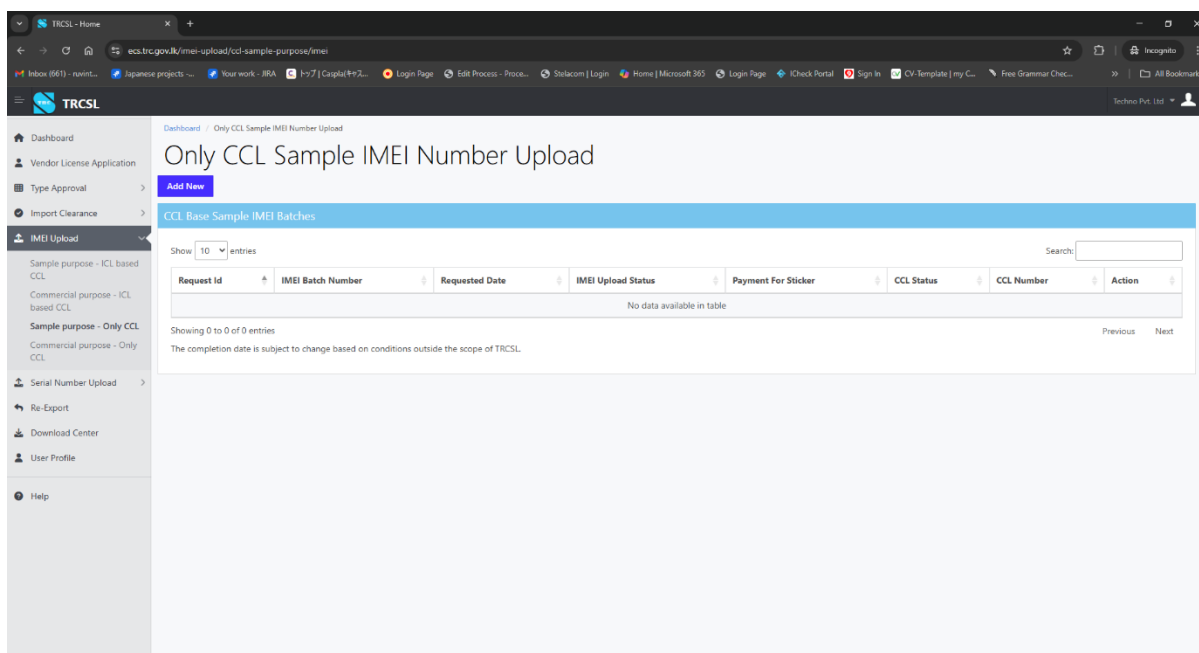 TRCSL - Home
ecs.trc.gov.lk/imei-upload/ccl-sample-purpose/imei
Incognito
Inbox (661) - nuvint... Japanese projects -... Your work - JIRA Edit Process - Proce... Stelacom | Login Home | Microsoft 365 Login Page ICheck Portal Sign In CV-Template | my C... Free Grammar Chec... All Bookmark
TRCSL
Techno Pvt. Ltd
Dashboard / Only CCL Sample IMEI Number Upload
Only CCL Sample IMEI Number Upload
Add New
Dashboard
Vendor License Application
Type Approval
Import Clearance
IMEI Upload
Sample purpose - ICL based
CCL
Commercial purpose - ICL
based CCL
Sample purpose - Only CCL
Commercial purpose - Only
CCL
Serial Number Upload
Re-Export
Download Center
User Profile
Help
CCL Base Sample IMEI Batches
Show 10 entries
Search:
Request Id IMEI Batch Number Requested Date IMEI Upload Status Payment For Sticker CCL Status CCL Number Action
No data available in table
Showing 0 to 0 of 0 entries
Previous Next
The completion date is subject to change based on conditions outside the scope of TRCSL.